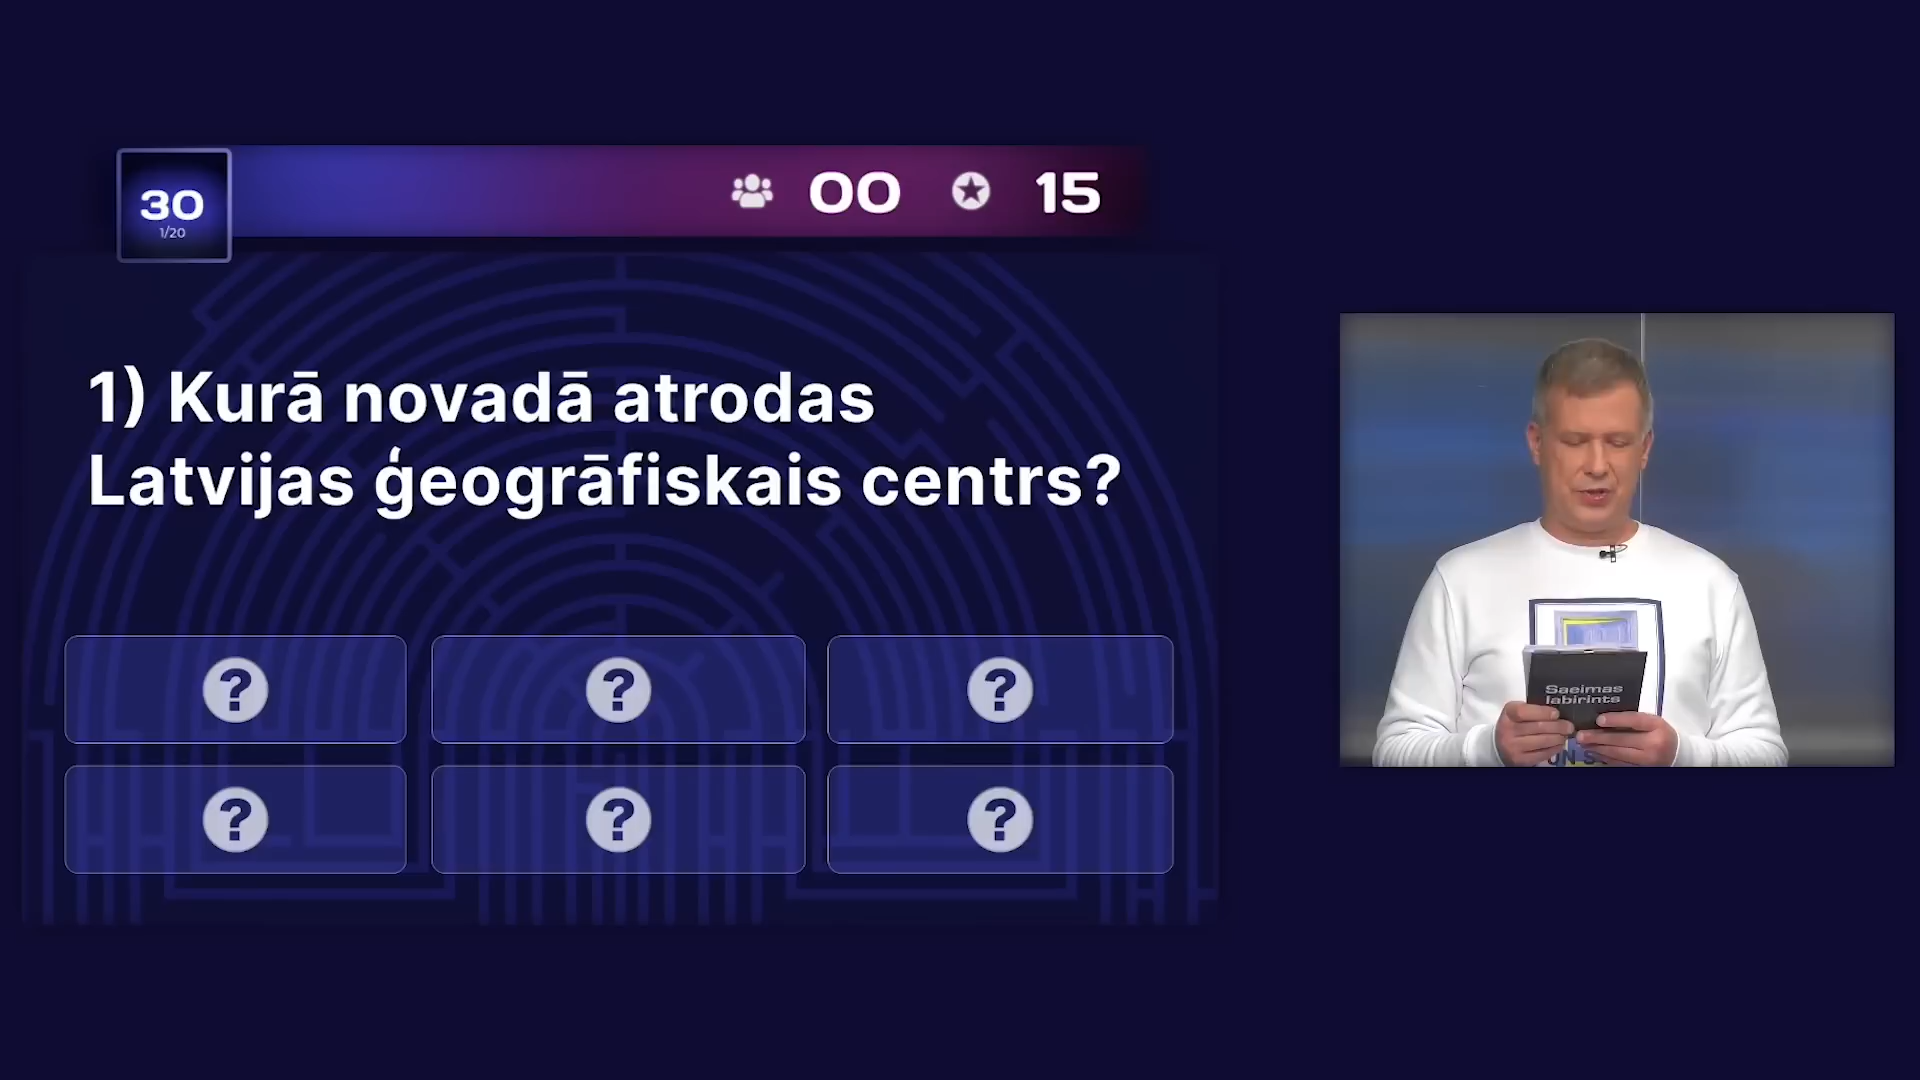 30
1/20
00
15
1) Kurā novadā atrodas
Latvijas ģeogrāfiskais centrs?
?
?
?
?
?
?
Saeimas
labirints